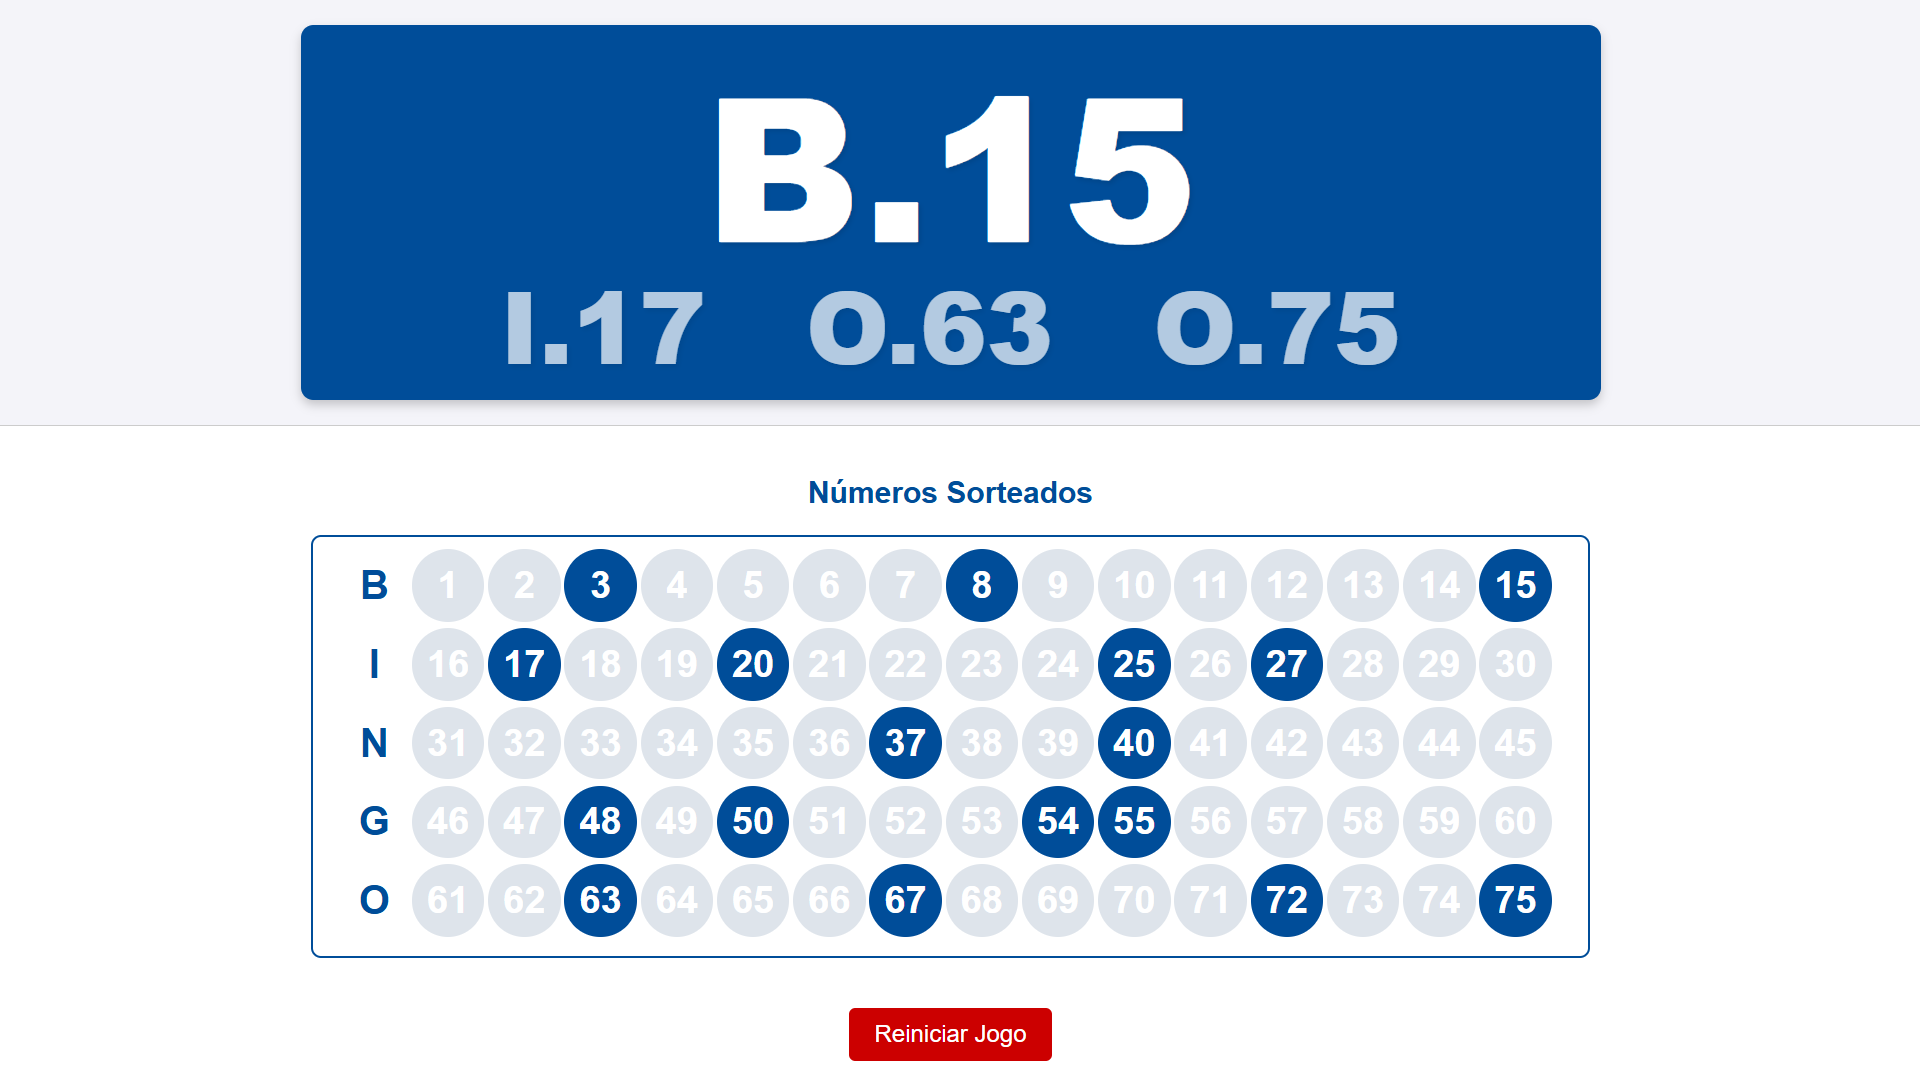 B.15
I.17 O.63 O.75
Números Sorteados
B 1 2 3 4 5 6 7 8 9 10 11 12 13 14 15
I 16 17 18 19 20 21 22 23 24 25 26 27 28 29 30
N 31 32 33 34 35 36 37 38 39 40 41 42 43 44 45
G 46 47 48 49 50 51 52 53 54 55 56 57 58 59 60
O 61 62 63 64 65 66 67 68 69 70 71 72 73 74 75
Reiniciar Jogo